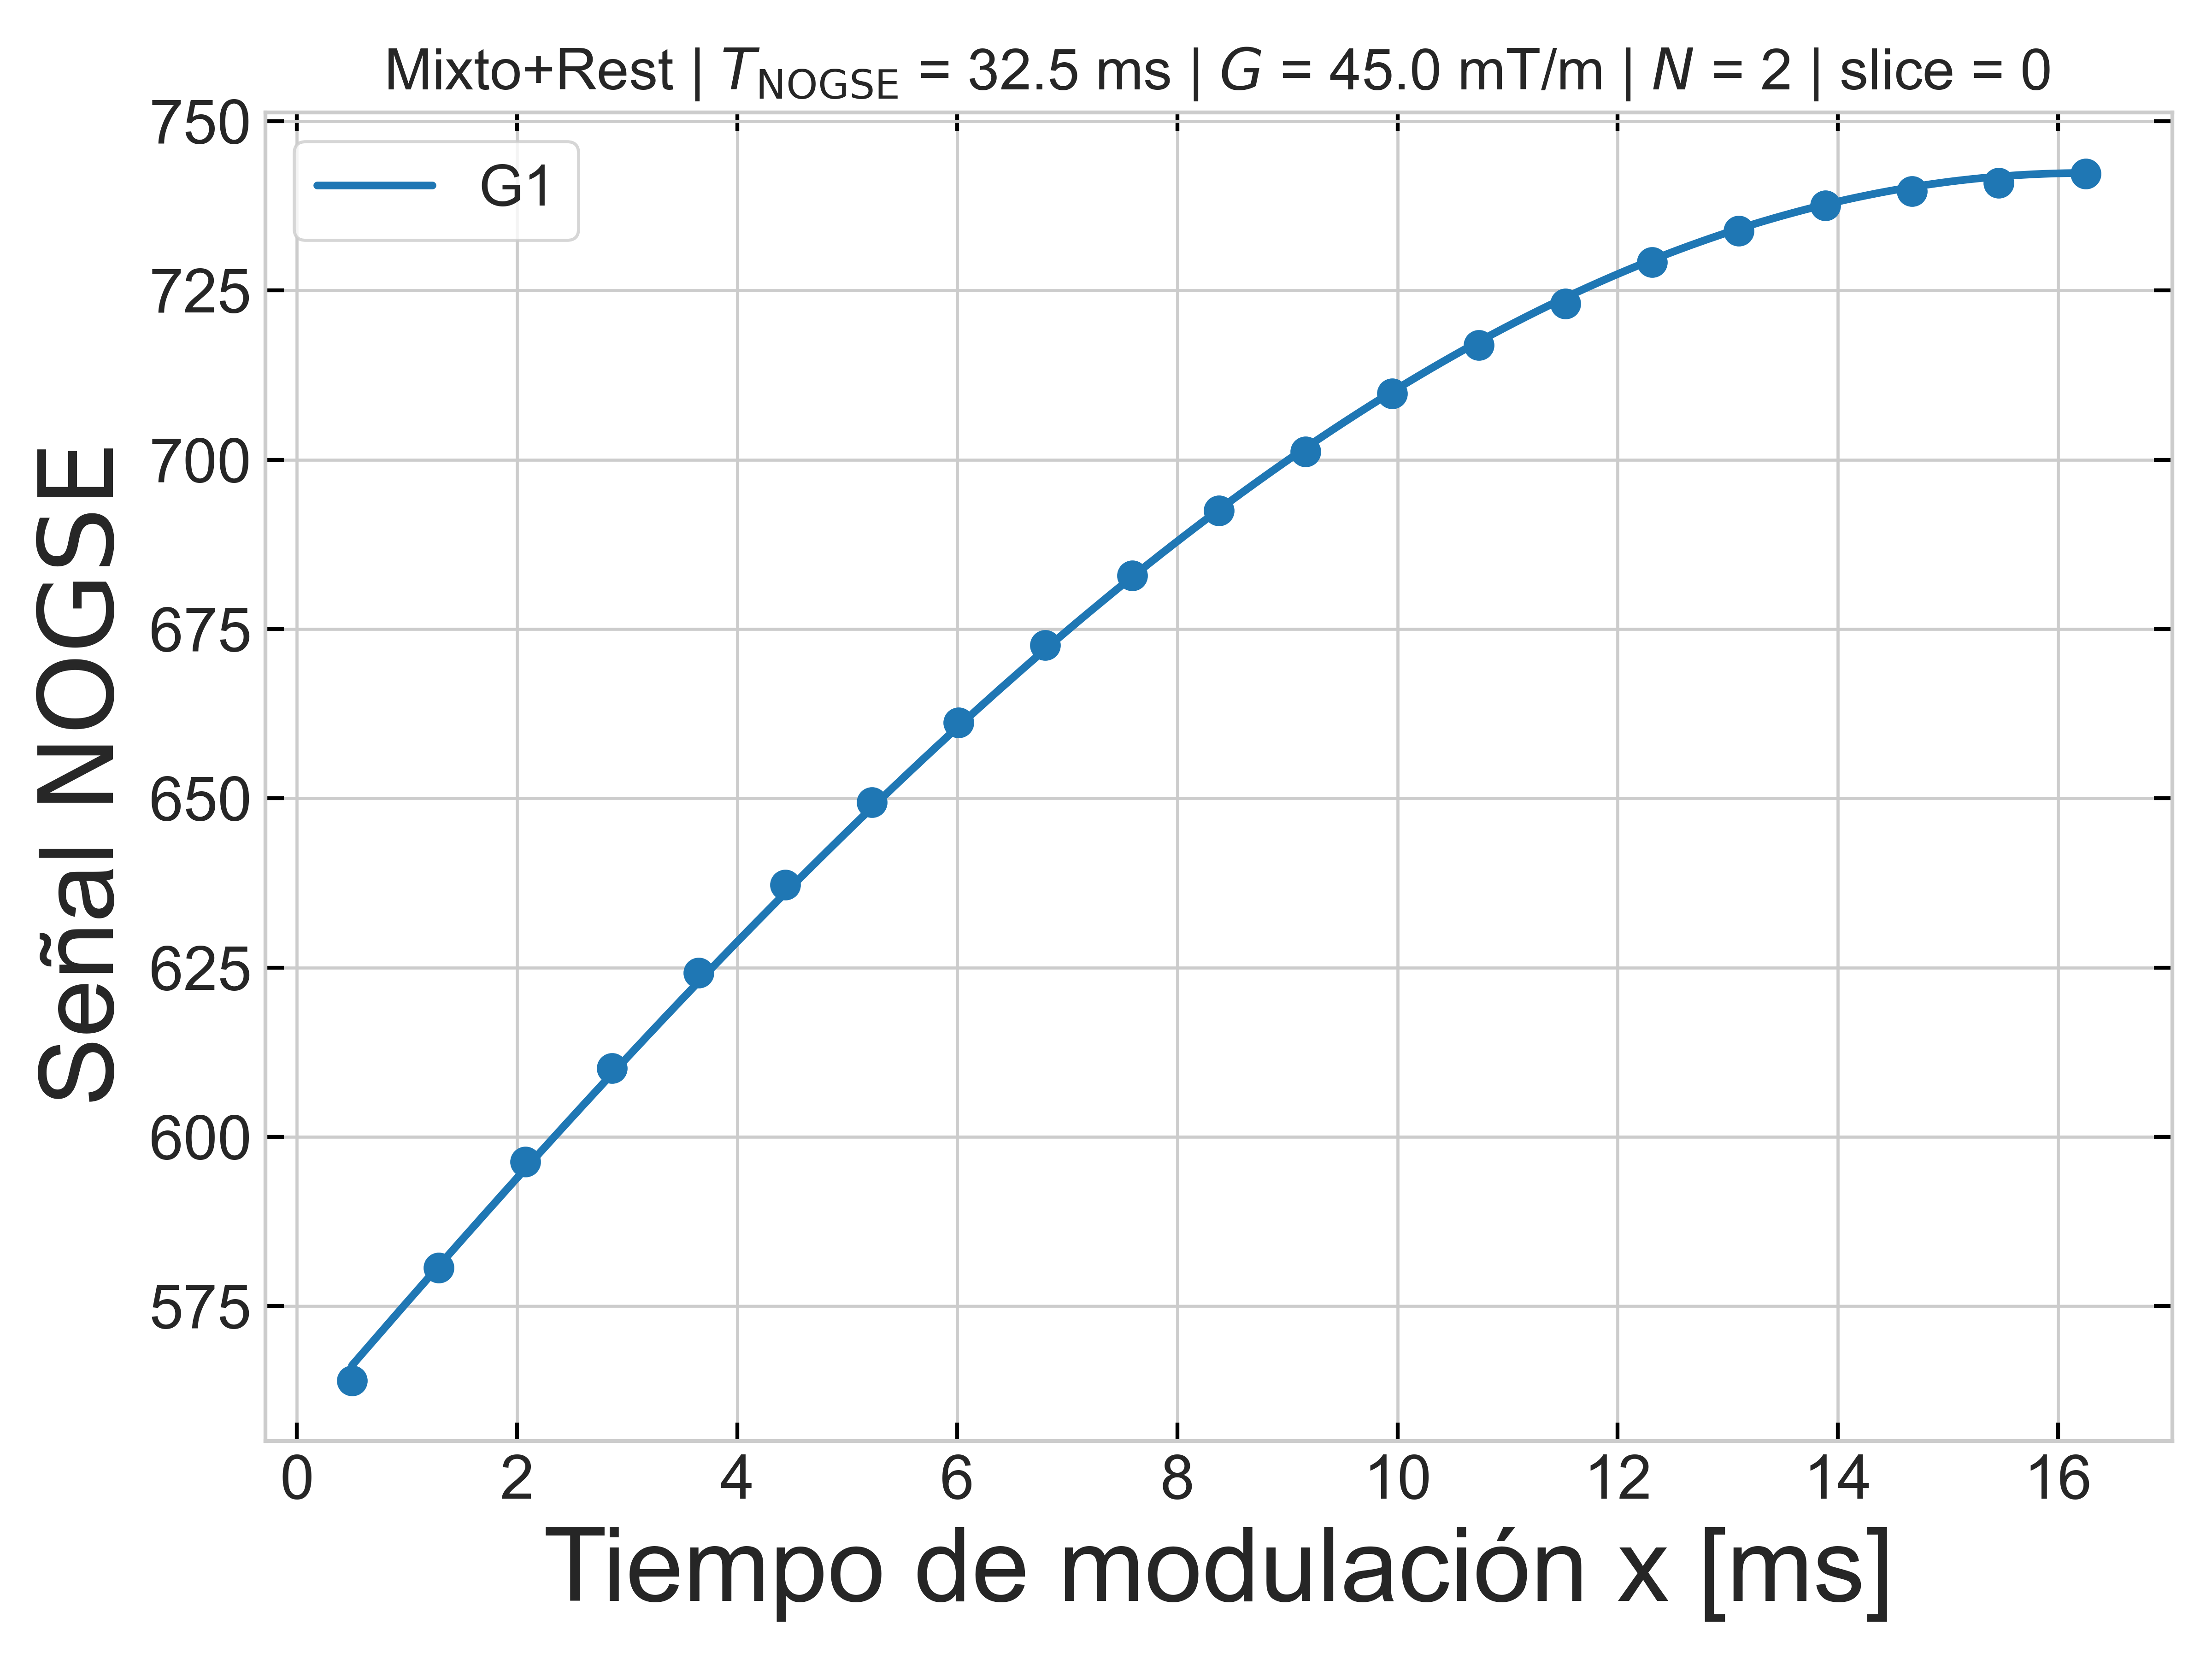 Mixto+Rest | T_NOGSE = 32.5 ms | G = 45.0 mT/m | N = 2 | slice = 0
750
725
700
675
650
625
600
575
G1
Señal NOGSE
0 2 4 6 8 10 12 14 16
Tiempo de modulación x [ms]